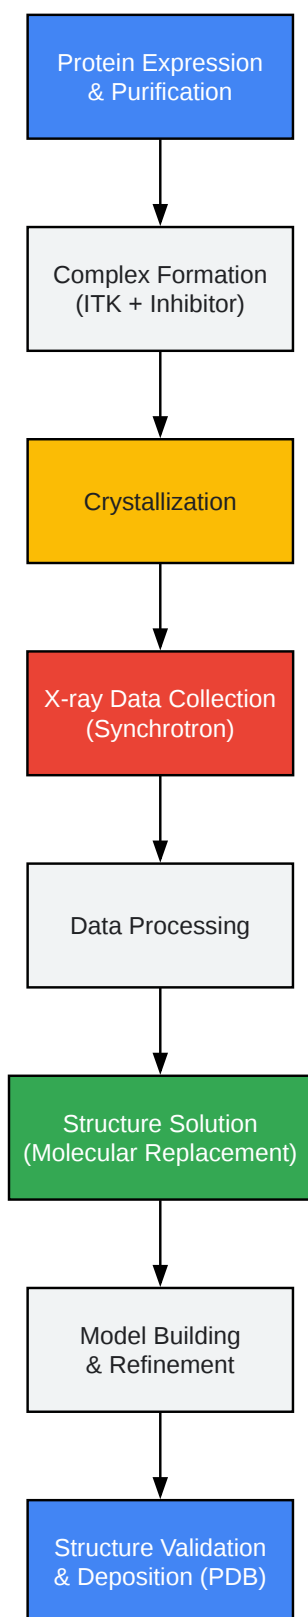 Protein Expression
& Purification
Complex Formation
(ITK + Inhibitor)
Crystallization
X-ray Data Collection
(Synchrotron)
Data Processing
Structure Solution
(Molecular Replacement)
Model Building
& Refinement
Structure Validation
& Deposition (PDB)